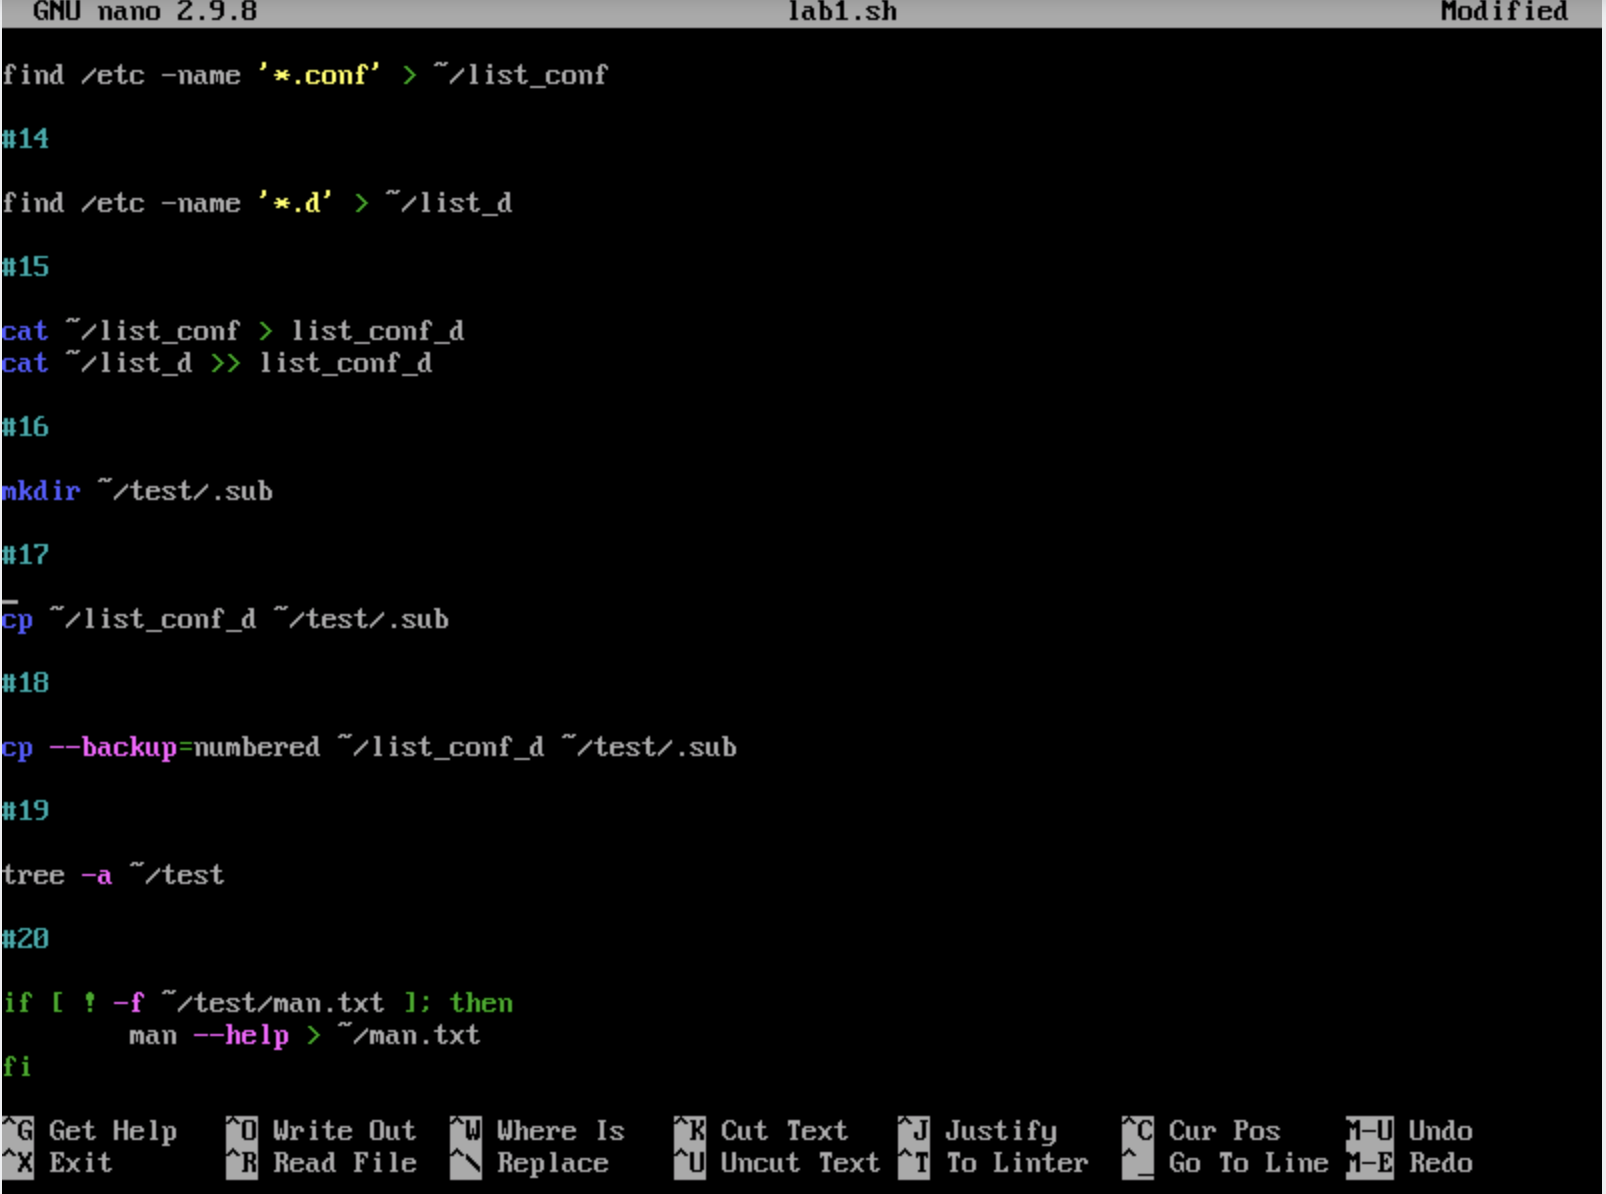 GNU nano 2.9.8 lab1.sh Modified
find /etc -name '*.conf' > ~/list_conf
#14
find /etc -name '*.d' > ~/list_d
#15
cat ~/list_conf > list_conf_d
cat ~/list_d >> list_conf_d
#16
mkdir ~/test/.sub
#17
cp ~/list_conf_d ~/test/.sub
#18
cp --backup=numbered ~/list_conf_d ~/test/.sub
#19
tree -a ~/test
#20
if [ ! -f ~/test/man.txt ]; then
man --help > ~/man.txt
fi
^G Get Help ^O Write Out ^W Where Is ^K Cut Text ^J Justify ^C Cur Pos M-U Undo
^X Exit ^R Read File ^\ Replace ^U Uncut Text ^T To Linter ^_ Go To Line M-E Redo